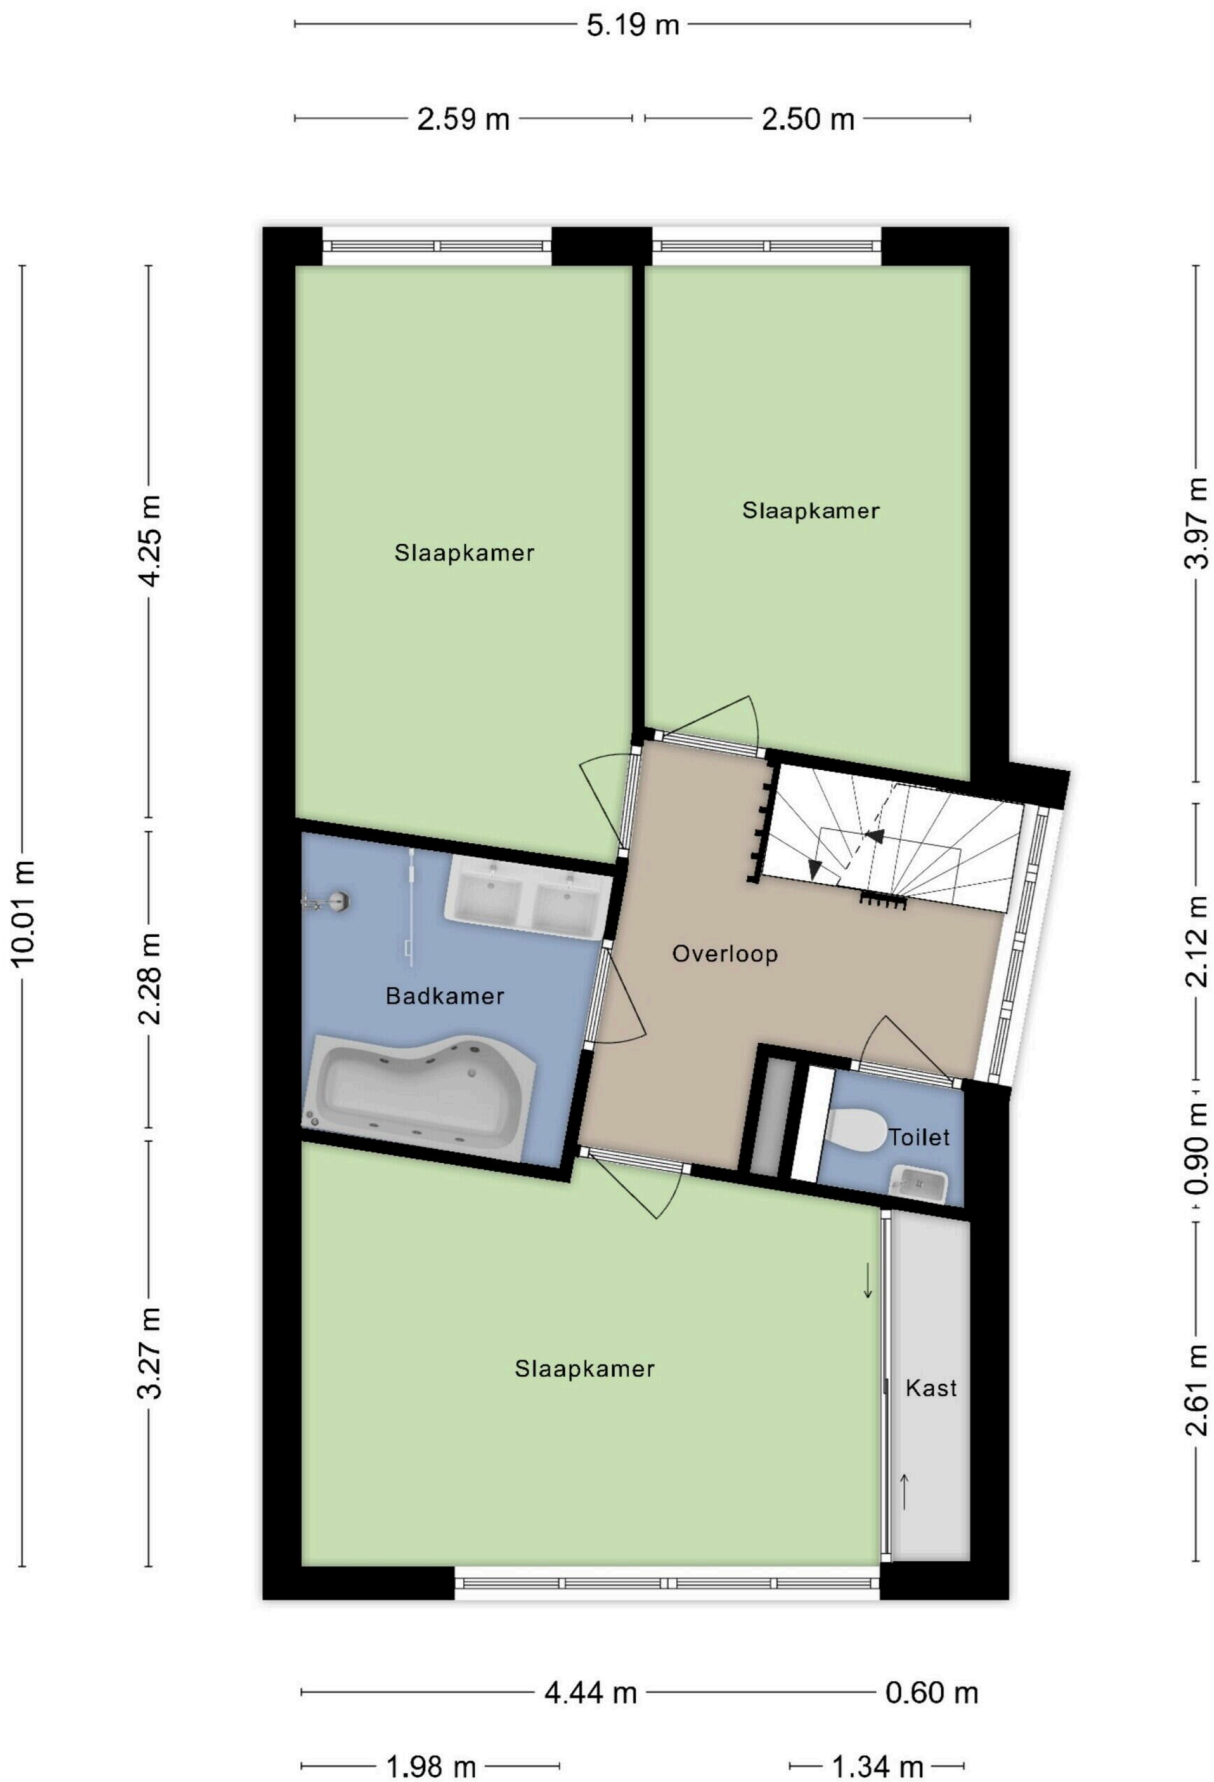 5.19 m
2.59 m
2.50 m
4.25 m
3.97 m
Slaapkamer
Slaapkamer
10.01 m
2.28 m
2.12 m
Overloop
Badkamer
Toilet
0.90 m
3.27 m
2.61 m
Slaapkamer
Kast
4.44 m
0.60 m
1.98 m
1.34 m